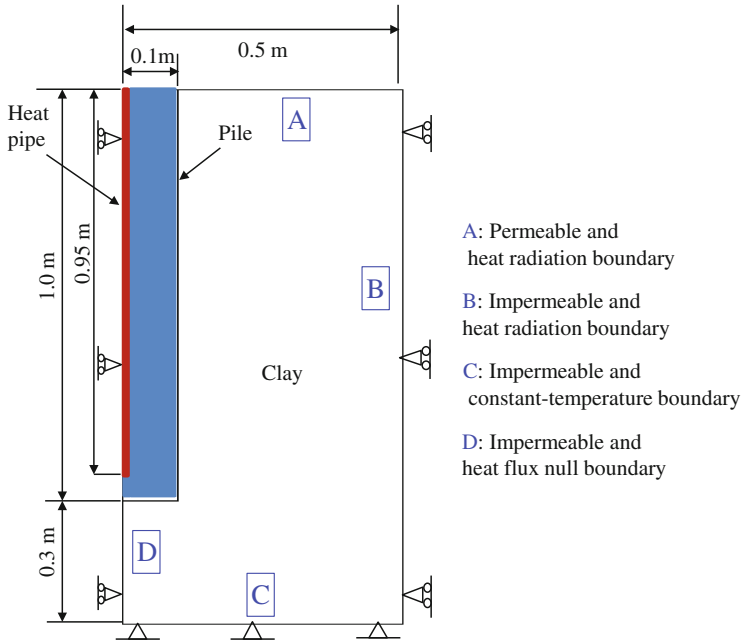 0.5 m
0.1m
Heat
pipe
A
Pile
0.95 m
1.0 m
B
Clay
0.3 m
D
C
A: Permeable and
heat radiation boundary
B: Impermeable and
heat radiation boundary
C: Impermeable and
constant-temperature boundary
D: Impermeable and
heat flux null boundary